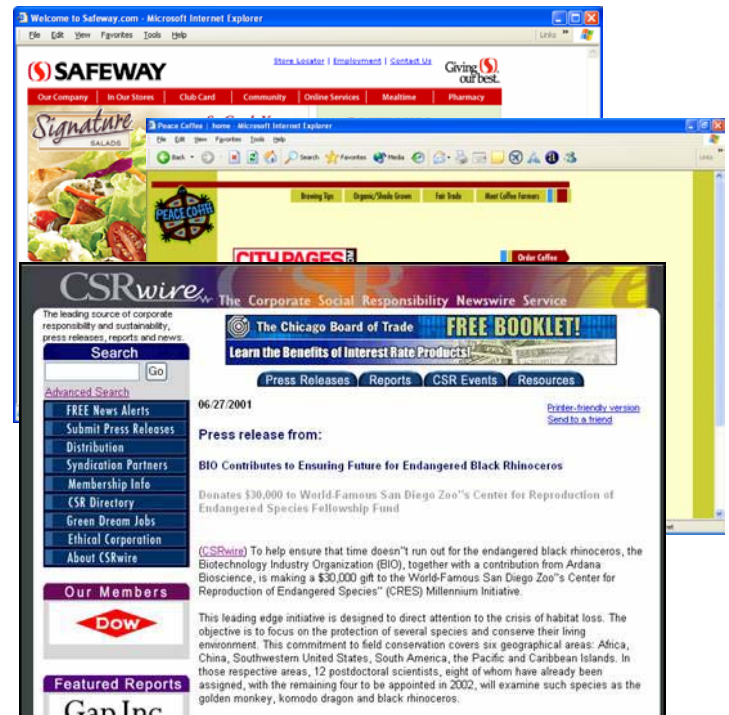 Welcome to Safeway.com - Microsoft Internet Explorer
File Edit View Favorites Tools Help
Links
SAFEWAY
Store Locator | Employment | Contact Us
Giving
our best.
Our Company In Our Stores Club Card Community Online Services Mealtime Pharmacy
Signature
SALADS
Peace Coffee | home - Microsoft Internet Explorer
File Edit View Favorites Tools Help
Back Search Favorites Media
Links
PEACE COFFEE
Brewing Tips Organic/Shade Grown Fair Trade Meet Coffee Farmers
CITY PAGES
Order Coffee
CSRwire
The Corporate Social Responsibility Newswire Service
The leading source of corporate
responsibility and sustainability,
press releases, reports and news.
The Chicago Board of Trade FREE BOOKLET!
Learn the Benefits of Interest Rate Products!
Search
Go
Advanced Search
Press Releases Reports CSR Events Resources
FREE News Alerts
Submit Press Releases
Distribution
Syndication Partners
Membership Info
CSR Directory
Green Dream Jobs
Ethical Corporation
About CSRwire
Our Members
DOW
Featured Reports
Gap Inc
06/27/2001
Printer-friendly version
Send to a friend
Press release from:
BIO Contributes to Ensuring Future for Endangered Black Rhinoceros
Donates $30,000 to World-Famous San Diego Zoo"s Center for Reproduction of
Endangered Species Fellowship Fund
(CSRwire) To help ensure that time doesn"t run out for the endangered black rhinoceros, the
Biotechnology Industry Organization (BIO), together with a contribution from Ardana
Bioscience, is making a $30,000 gift to the World-Famous San Diego Zoo"s Center for
Reproduction of Endangered Species" (CRES) Millennium Initiative.
This leading edge initiative is designed to direct attention to the crisis of habitat loss. The
objective is to focus on the protection of several species and conserve their living
environment. This commitment to field conservation covers six geographical areas: Africa,
China, Southwestern United States, South America, the Pacific and Caribbean Islands. In
those respective areas, 12 postdoctoral scientists, eight of whom have already been
assigned, with the remaining four to be appointed in 2002, will examine such species as the
golden monkey, komodo dragon and black rhinoceros.